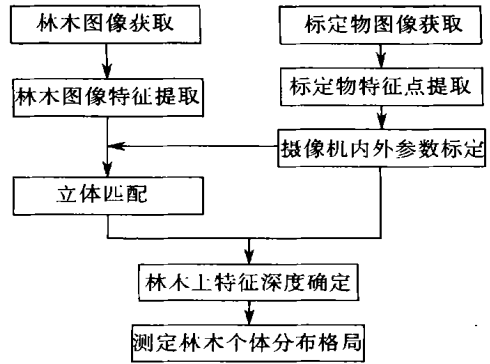 林木图像获取
标定物图像获取
林木图像特征提取
标定物特征点提取
摄像机内外参数标定
立体匹配
林木上特征深度确定
测定林木个体分布格局